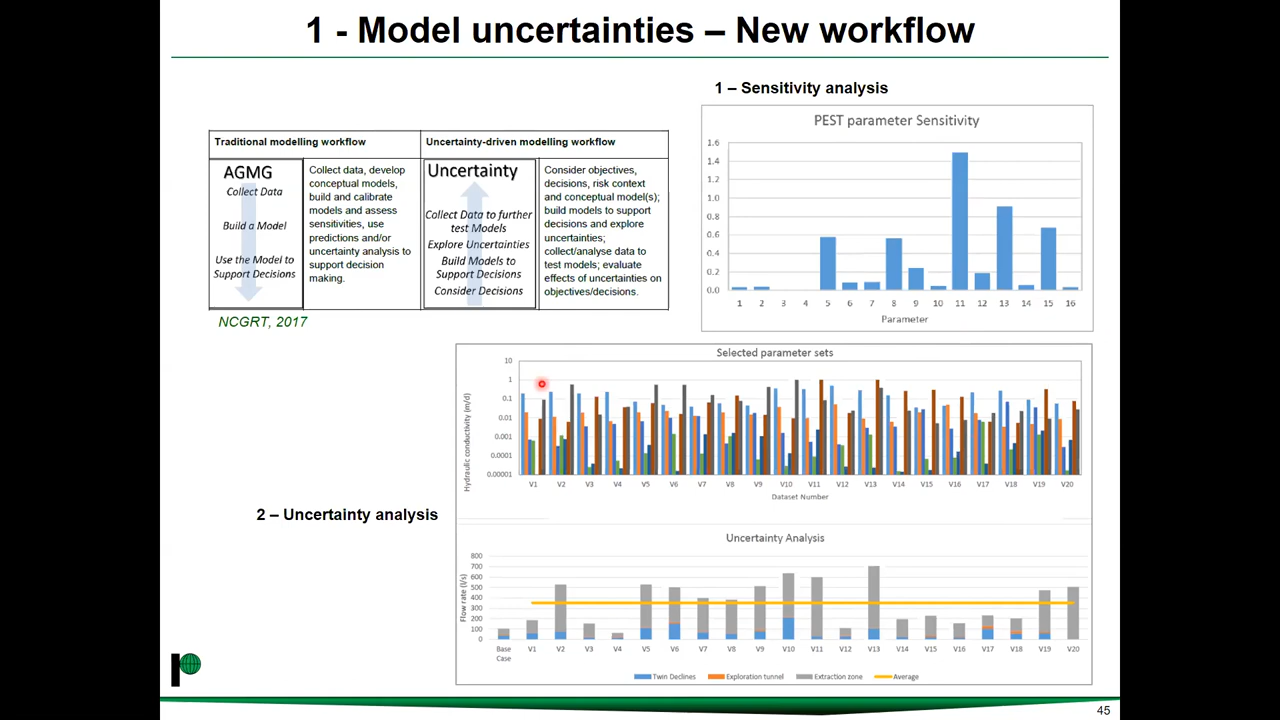 1 - Model uncertainties – New workflow
1 – Sensitivity analysis
Traditional modelling workflow
Uncertainty-driven modelling workflow
AGMG
Collect Data
Build a Model
Use the Model to
Support Decisions
Collect data, develop
conceptual models,
build and calibrate
models and assess
sensitivities, use
predictions and/or
uncertainty analysis to
support decision
making.
Uncertainty
Collect Data to further
test Models
Explore Uncertainties
Build Models to
Support Decisions
Consider Decisions
Consider objectives,
decisions, risk context
and conceptual model(s);
build models to support
decisions and explore
uncertainties;
collect/analyse data to
test models; evaluate
effects of uncertainties on
objectives/decisions.
NCGRT, 2017
PEST parameter Sensitivity
1.6
1.4
1.2
1.0
0.8
0.6
0.4
0.2
0.0
1 2 3 4 5 6 7 8 9 10 11 12 13 14 15 16
Parameter
Selected parameter sets
Hydraulic conductivity (m/d)
10
1
0.1
0.01
0.001
0.0001
0.00001
V1 V2 V3 V4 V5 V6 V7 V8 V9 V10 V11 V12 V13 V14 V15 V16 V17 V18 V19 V20
Dataset Number
2 – Uncertainty analysis
Uncertainty Analysis
Flow rate (l/s)
800
700
600
500
400
300
200
100
0
Base
Case
V1 V2 V3 V4 V5 V6 V7 V8 V9 V10 V11 V12 V13 V14 V15 V16 V17 V18 V19 V20
Twin Declines Exploration tunnel Extraction zone Average
45